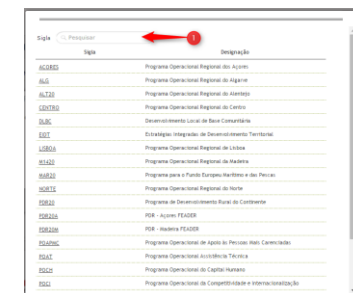 Sigla Pesquisar 1
Sigla Designação
ACORES Programa Operacional Regional dos Açores
ALG Programa Operacional Regional do Algarve
ALT20 Programa Operacional Regional do Alentejo
CENTRO Programa Operacional Regional do Centro
DLBC Desenvolvimento Local de Base Comunitária
EIDT Estratégias Integradas de Desenvolvimento Territorial
LISBOA Programa Operacional Regional de Lisboa
M1420 Programa Operacional Regional da Madeira
MAR20 Programa para o Fundo Europeu Marítimo e das Pescas
NORTE Programa Operacional Regional do Norte
PDR20 Programa de Desenvolvimento Rural do Continente
PDR20A PDR - Açores FEADER
PDR20M PDR - Madeira FEADER
POAPMC Programa Operacional de Apoio às Pessoas Mais Carenciadas
POAT Programa Operacional Assistência Técnica
POCH Programa Operacional do Capital Humano
POCI Programa Operacional da Competitividade e Internacionalização